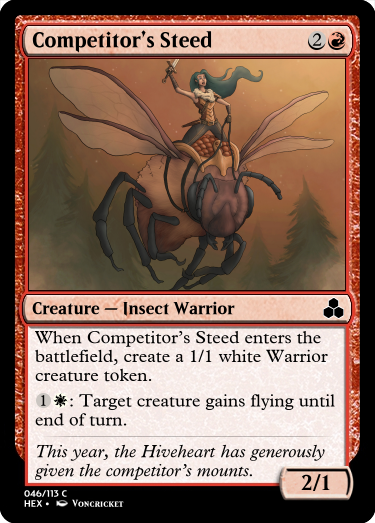 Competitor's Steed 2
Creature — Insect Warrior
When Competitor's Steed enters the
battlefield, create a 1/1 white Warrior
creature token.
1 : Target creature gains flying until
end of turn.
This year, the Hiveheart has generously
given the competitor's mounts.
2/1
046/113 C
HEX • Voncricket